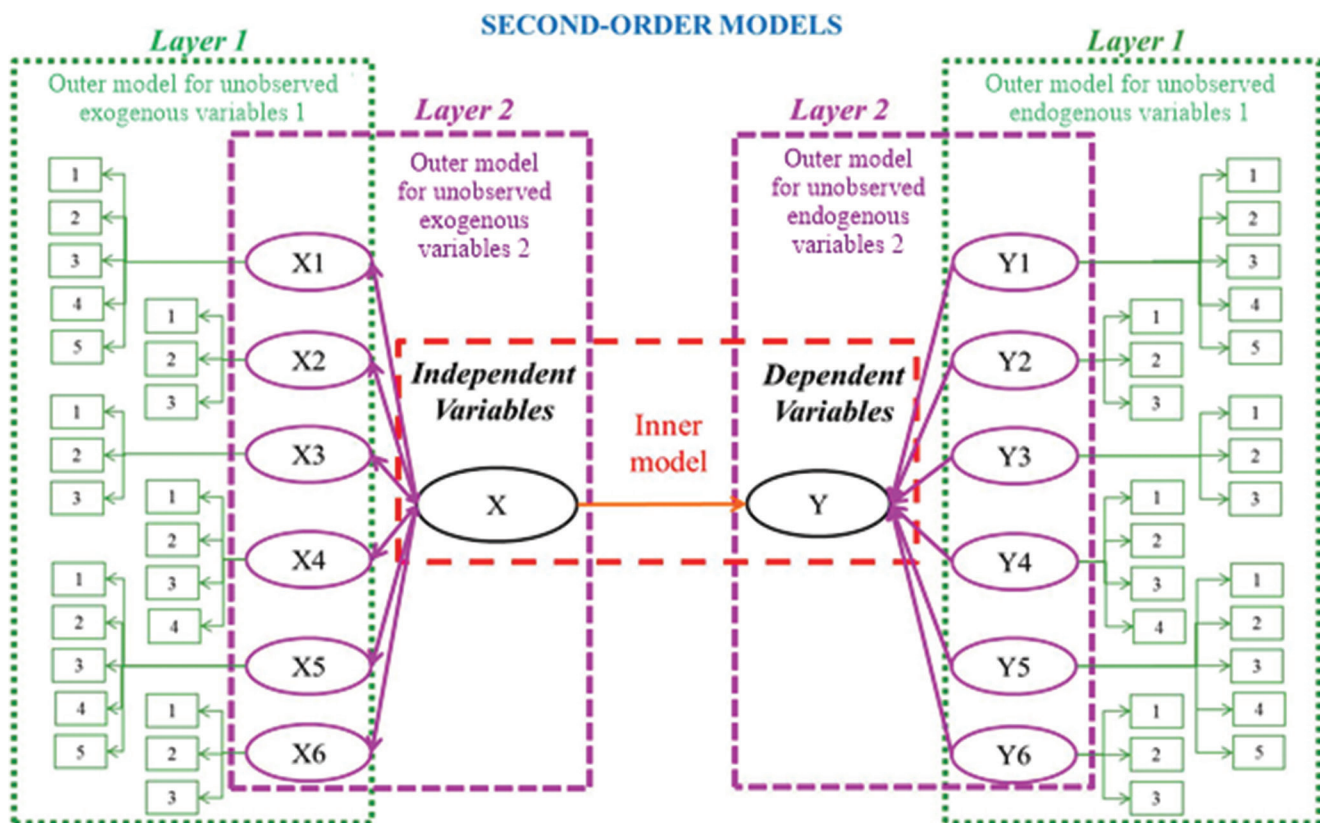 SECOND-ORDER MODELS
Layer 1
Outer model for unobserved
exogenous variables 1
Layer 2
Outer model
for unobserved
exogenous
variables 2
Layer 2
Outer model
for unobserved
endogenous
variables 2
Layer 1
Outer model for unobserved
endogenous variables 1
1
2
3
4
5
X1
1
2
3
X2
1
2
3
X3
1
2
3
4
X4
1
2
3
4
5
X5
1
2
3
X6
Independent
Variables
X
Inner
model
Dependent
Variables
Y
Y1
1
2
3
4
5
Y2
1
2
3
Y3
1
2
3
Y4
1
2
3
4
Y5
1
2
3
4
5
Y6
1
2
3